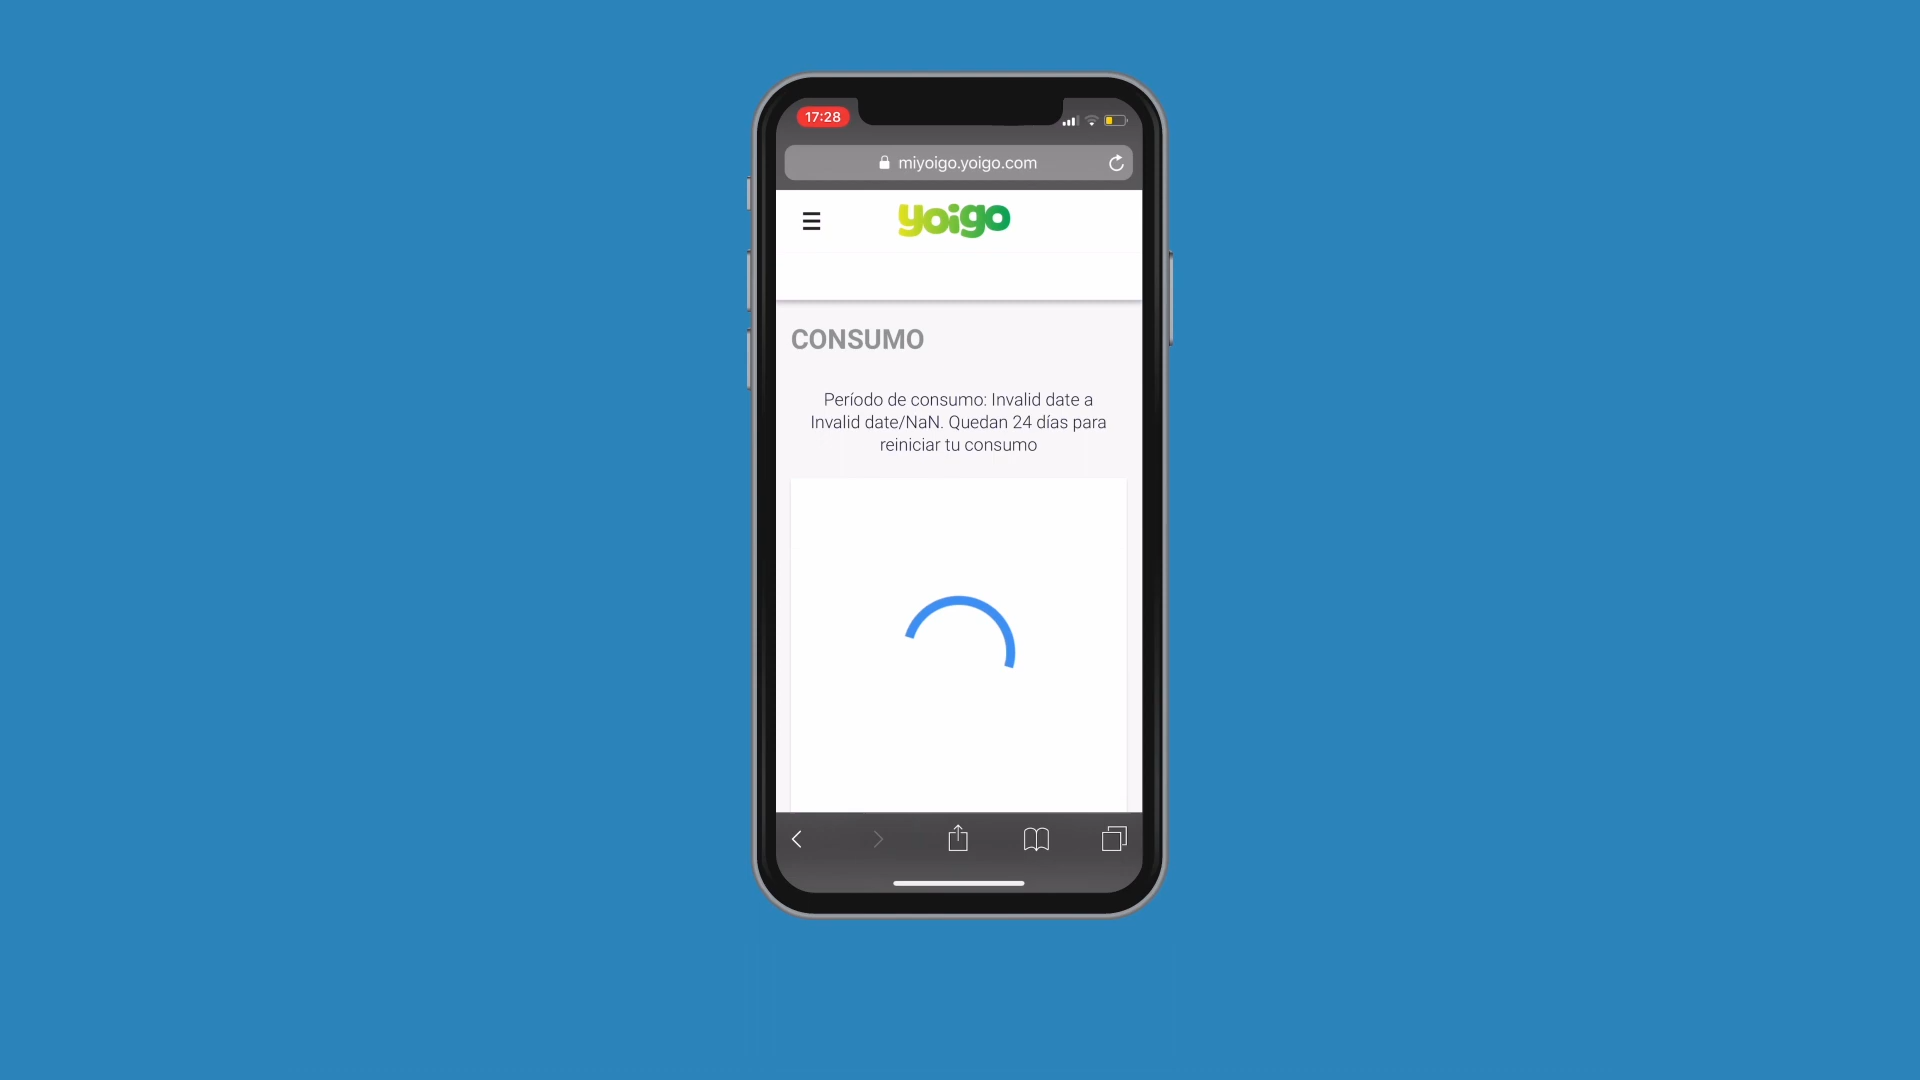 17:28
miyoigo.yoigo.com
yoigo
CONSUMO
Período de consumo: Invalid date a
Invalid date/NaN. Quedan 24 días para
reiniciar tu consumo